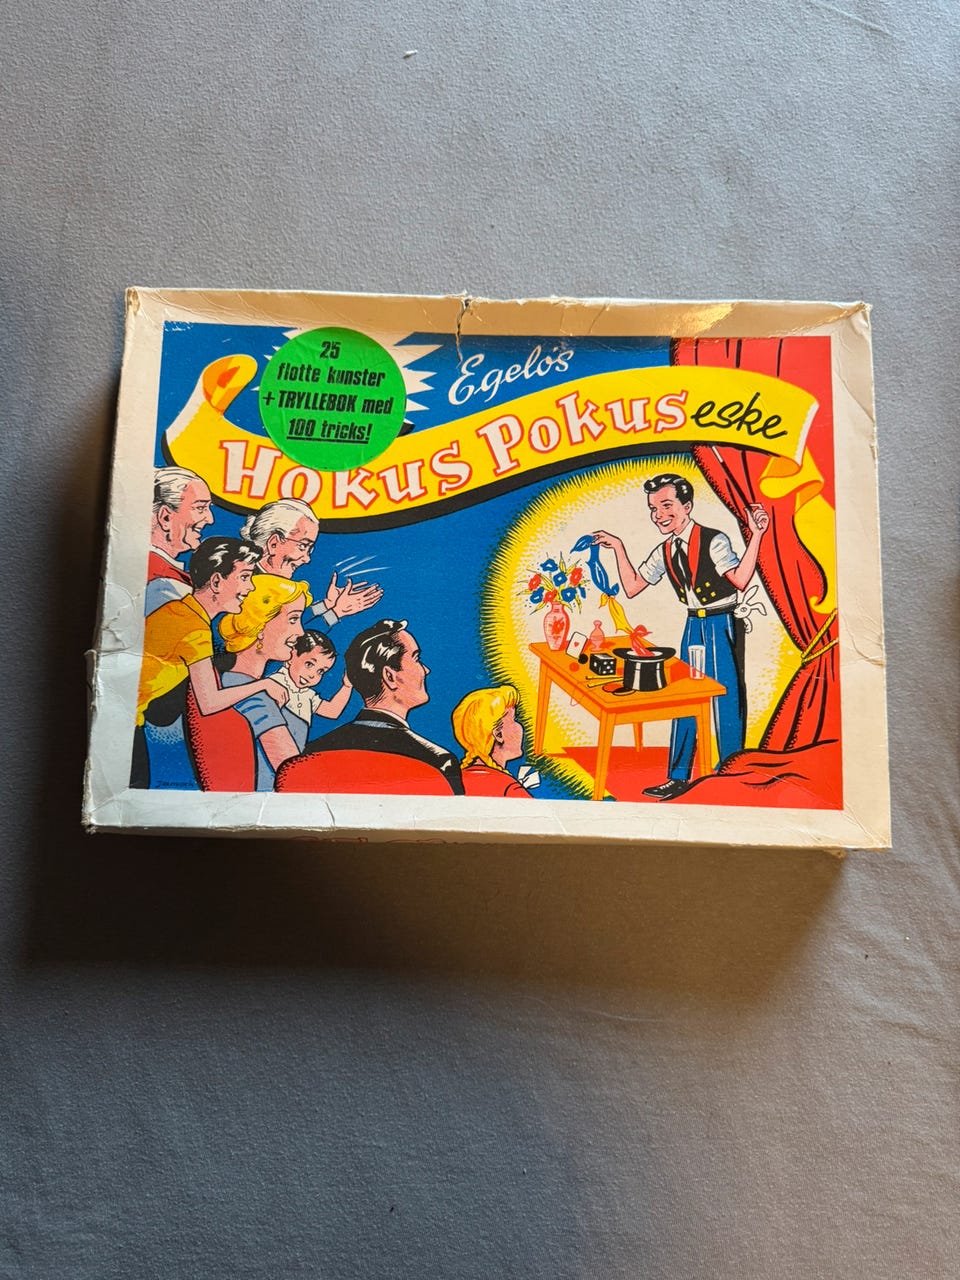 25
flotte kunster
+ TRYLLEBOK med
100 tricks!
Egelo's
Hokus Pokus eske